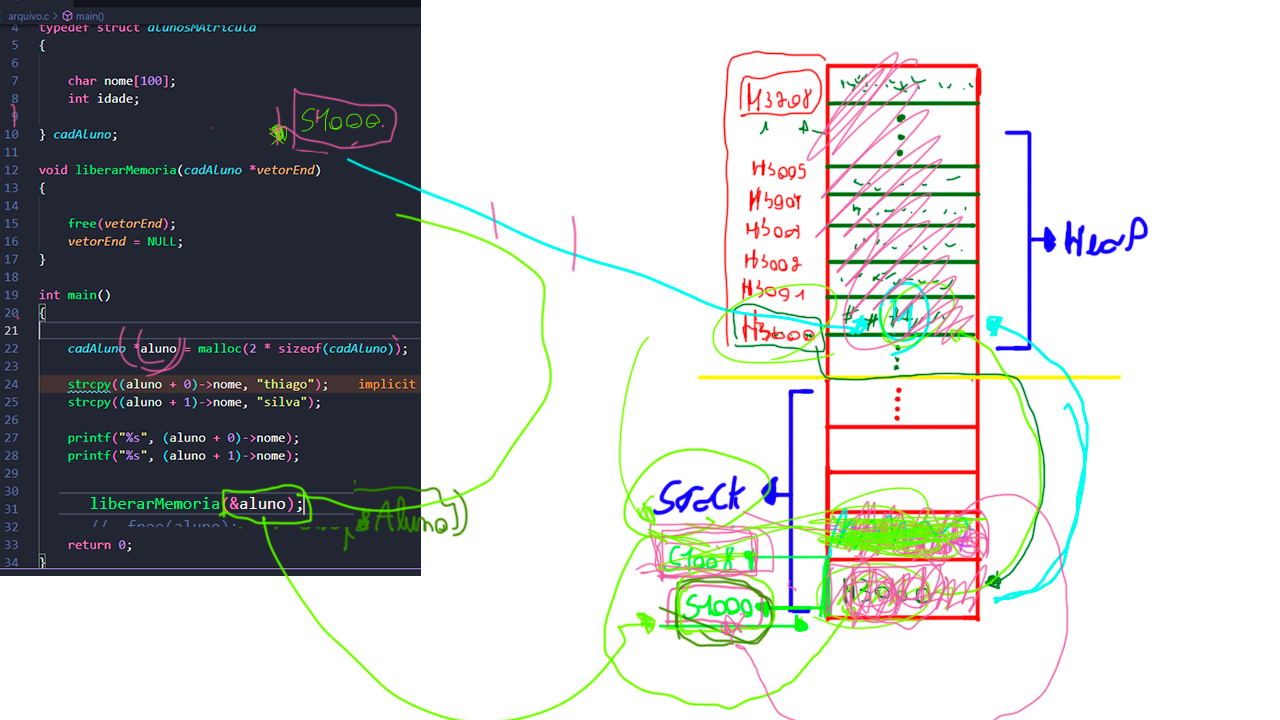 arquivo.c > main()
4 typedef struct alunosMAtricula
5 {
6
7 char nome[100];
8 int idade;
9
10 } cadAluno;
11
12 void liberarMemoria(cadAluno *vetorEnd)
13 {
14
15 free(vetorEnd);
16 vetorEnd = NULL;
17 }
18
19 int main()
20 {
21
22 cadAluno *aluno = malloc(2 * sizeof(cadAluno));
23
24 strcpy((aluno + 0)->nome, "thiago"); implicit
25 strcpy((aluno + 1)->nome, "silva");
26
27 printf("%s", (aluno + 0)->nome);
28 printf("%s", (aluno + 1)->nome);
29
30
31 liberarMemoria(&aluno);
32 // free(aluno);
33 return 0;
34 }
S1000
&Aluno])
H3208
H3005
H3004
H3003
H3002
H3001
H3000
Heap
Stack
S1008
S1000
H3000